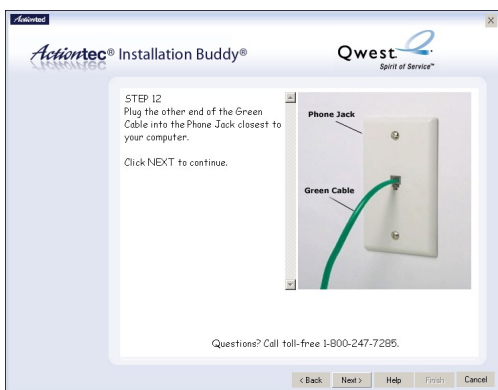 Actiontec
Actiontec® Installation Buddy®
Qwest
Spirit of Service™
STEP 12
Plug the other end of the Green
Cable into the Phone Jack closest to
your computer.
Click NEXT to continue.
Phone Jack
Green Cable
Questions? Call toll-free 1-800-247-7285.
< Back Next > Help Finish Cancel